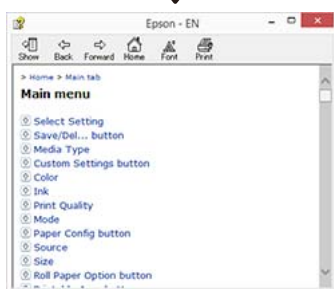 Epson - EN
Show Back Forward Home Font Print
> Home > Main tab
Main menu
Select Setting
Save/Del... button
Media Type
Custom Settings button
Color
Ink
Print Quality
Mode
Paper Config button
Source
Size
Roll Paper Option button